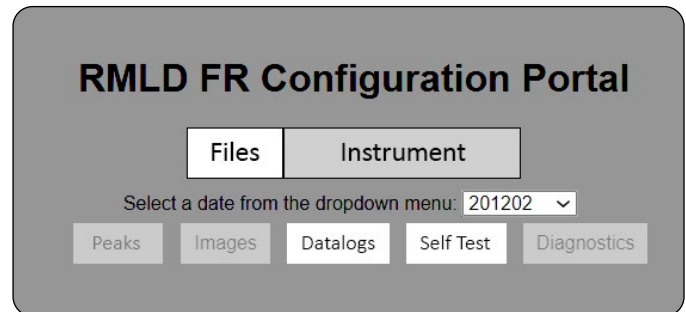 RMLD FR Configuration Portal
Files Instrument
Select a date from the dropdown menu: 201202
Peaks Images Datalogs Self Test Diagnostics